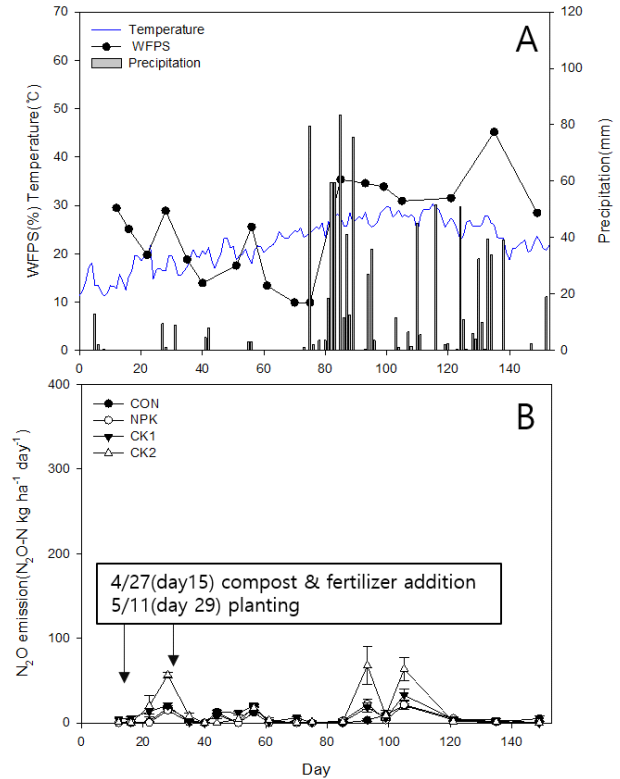 70
60
50
40
30
20
10
0
WFPS(%) Temperature(℃)
Temperature
WFPS
Precipitation
A
120
100
80
60
40
20
0
Precipitation(mm)
0 20 40 60 80 100 120 140
400
300
200
100
0
N₂O emission(N₂O-N kg ha⁻¹ day⁻¹)
CON
NPK
CK1
CK2
B
4/27(day15) compost & fertilizer addition
5/11(day 29) planting
0 20 40 60 80 100 120 140
Day